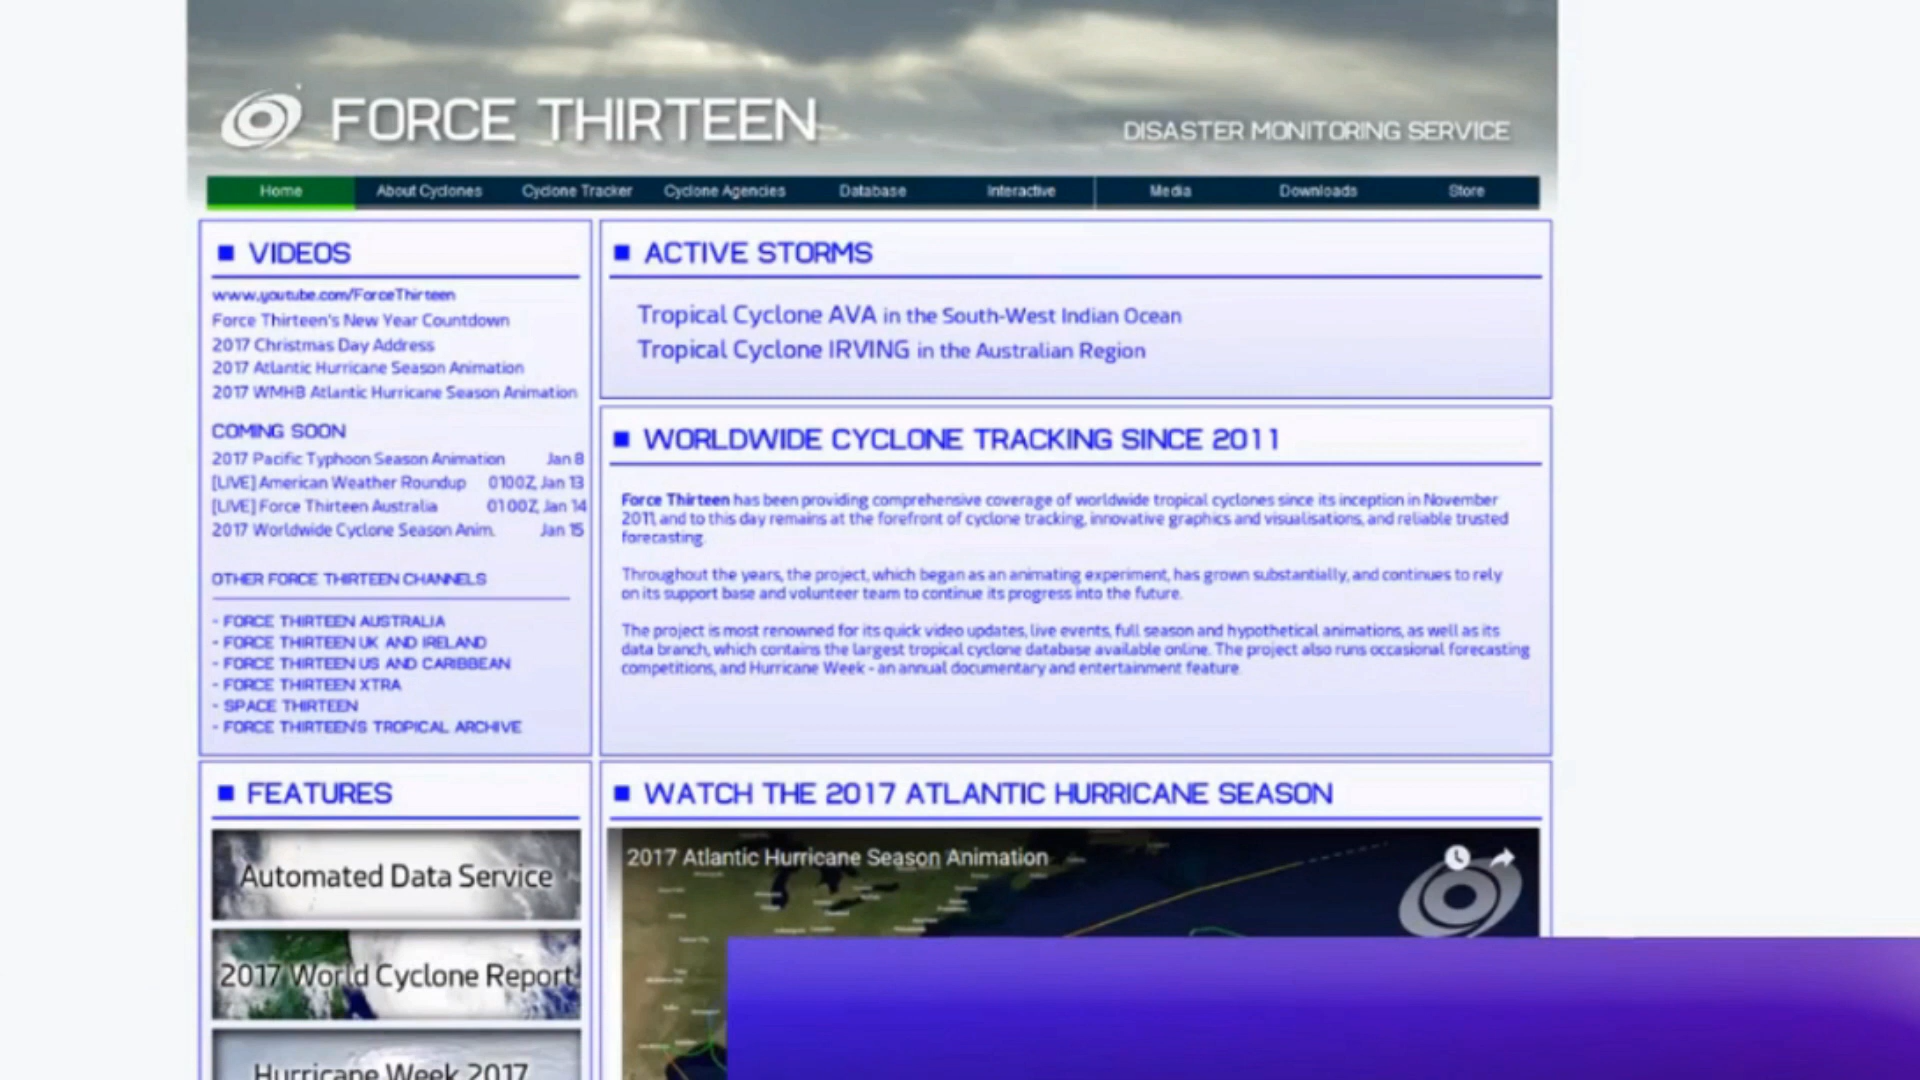 FORCE THIRTEEN
DISASTER MONITORING SERVICE
Home About Cyclones Cyclone Tracker Cyclone Agencies Database Interactive Media Downloads Store
VIDEOS
www.youtube.com/ForceThirteen
Force Thirteen's New Year Countdown
2017 Christmas Day Address
2017 Atlantic Hurricane Season Animation
2017 WMHB Atlantic Hurricane Season Animation
COMING SOON
2017 Pacific Typhoon Season Animation Jan 8
[LIVE] American Weather Roundup 0100Z, Jan 13
[LIVE] Force Thirteen Australia 0100Z, Jan 14
2017 Worldwide Cyclone Season Anim. Jan 15
OTHER FORCE THIRTEEN CHANNELS
- FORCE THIRTEEN AUSTRALIA
- FORCE THIRTEEN UK AND IRELAND
- FORCE THIRTEEN US AND CARIBBEAN
- FORCE THIRTEEN XTRA
- SPACE THIRTEEN
- FORCE THIRTEEN'S TROPICAL ARCHIVE
ACTIVE STORMS
Tropical Cyclone AVA in the South-West Indian Ocean
Tropical Cyclone IRVING in the Australian Region
WORLDWIDE CYCLONE TRACKING SINCE 2011
Force Thirteen has been providing comprehensive coverage of worldwide tropical cyclones since its inception in November
2011, and to this day remains at the forefront of cyclone tracking, innovative graphics and visualisations, and reliable trusted
forecasting.
Throughout the years, the project, which began as an animating experiment, has grown substantially, and continues to rely
on its support base and volunteer team to continue its progress into the future.
The project is most renowned for its quick video updates, live events, full season and hypothetical animations, as well as its
data branch, which contains the largest tropical cyclone database available online. The project also runs occasional forecasting
competitions, and Hurricane Week - an annual documentary and entertainment feature.
FEATURES
Automated Data Service
2017 World Cyclone Report
Hurricane Week 2017
WATCH THE 2017 ATLANTIC HURRICANE SEASON
2017 Atlantic Hurricane Season Animation